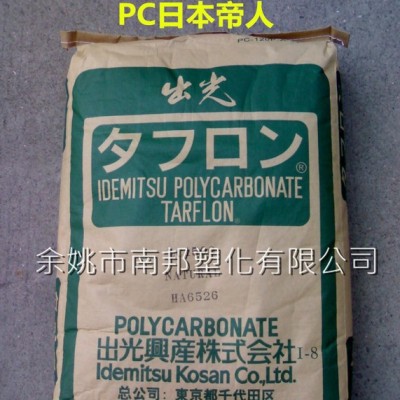 PC日本帝人
出光
タフロン®
IDEMITSU POLYCARBONATE
TARFLON®
余姚市南邦塑化有限公司
NATURAL
HA6526
POLYCARBONATE
出光興産株式会社 I-8
Idemitsu Kosan Co.,Ltd.
总公司：東京都千代田区